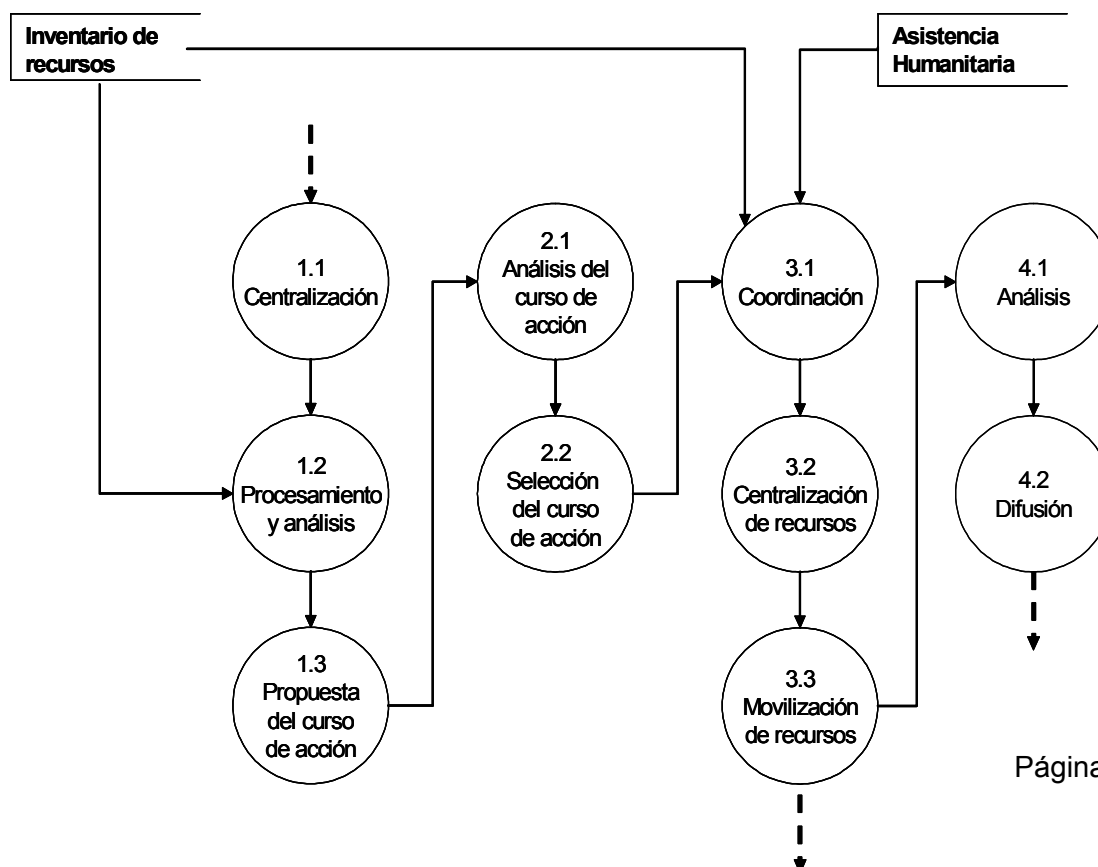 Inventario de
recursos
Asistencia
Humanitaria
1.1
Centralización
2.1
Análisis del
curso de
acción
3.1
Coordinación
4.1
Análisis
1.2
Procesamiento
y análisis
2.2
Selección
del curso
de acción
3.2
Centralización
de recursos
4.2
Difusión
1.3
Propuesta
del curso
de acción
3.3
Movilización
de recursos
Página